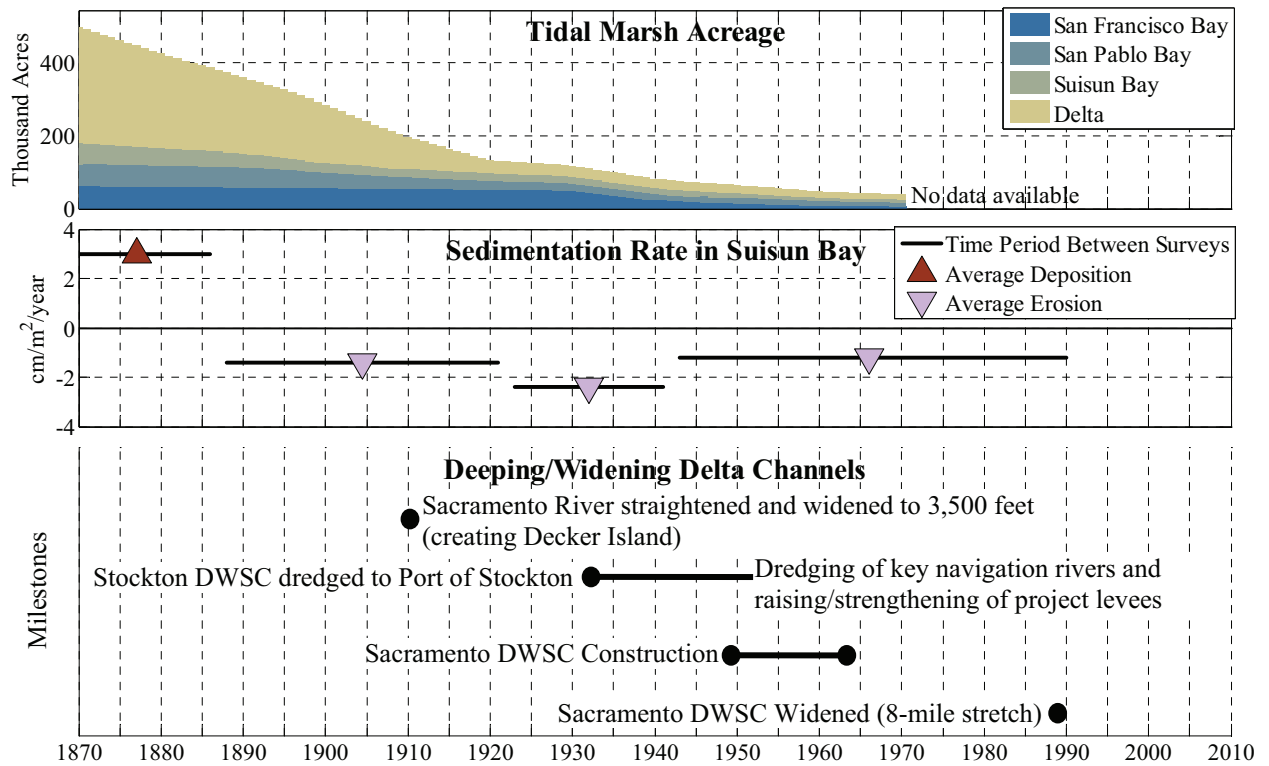 Tidal Marsh Acreage
San Francisco Bay
San Pablo Bay
Suisun Bay
Delta
Thousand Acres
400
200
0
No data available
Sedimentation Rate in Suisun Bay
Time Period Between Surveys
Average Deposition
Average Erosion
cm/m²/year
4
2
0
-2
-4
Deeping/Widening Delta Channels
Milestones
Sacramento River straightened and widened to 3,500 feet
(creating Decker Island)
Stockton DWSC dredged to Port of Stockton
Dredging of key navigation rivers and
raising/strengthening of project levees
Sacramento DWSC Construction
Sacramento DWSC Widened (8-mile stretch)
1870 1880 1890 1900 1910 1920 1930 1940 1950 1960 1970 1980 1990 2000 2010